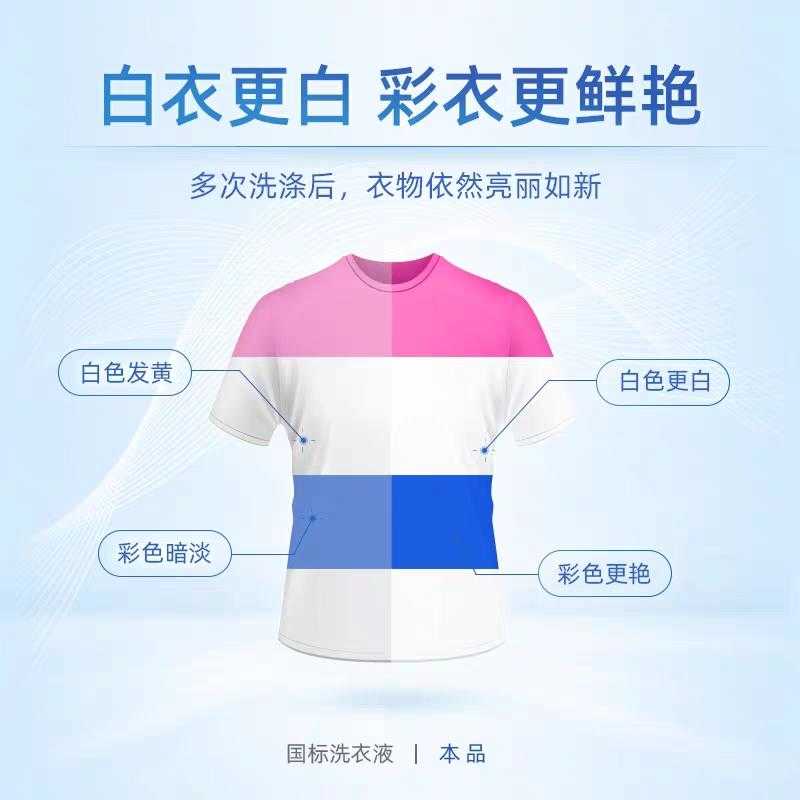 白衣更白 彩衣更鲜艳
多次洗涤后，衣物依然亮丽如新
白色发黄
白色更白
彩色暗淡
彩色更艳
国标洗衣液 | 本品